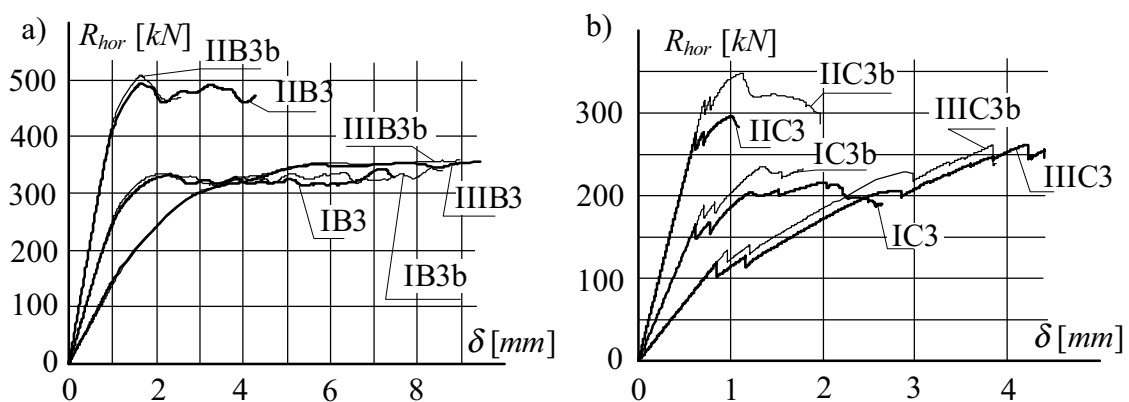 a)
R_hor [kN]
500
400
300
200
100
0
0 2 4 6 8
δ [mm]
IIB3b
IIB3
IIIB3b
IIIB3
IB3
IB3b
b)
R_hor [kN]
300
200
100
0
0 1 2 3 4
δ [mm]
IIC3b
IIC3
IC3b
IIIC3b
IIIC3
IC3